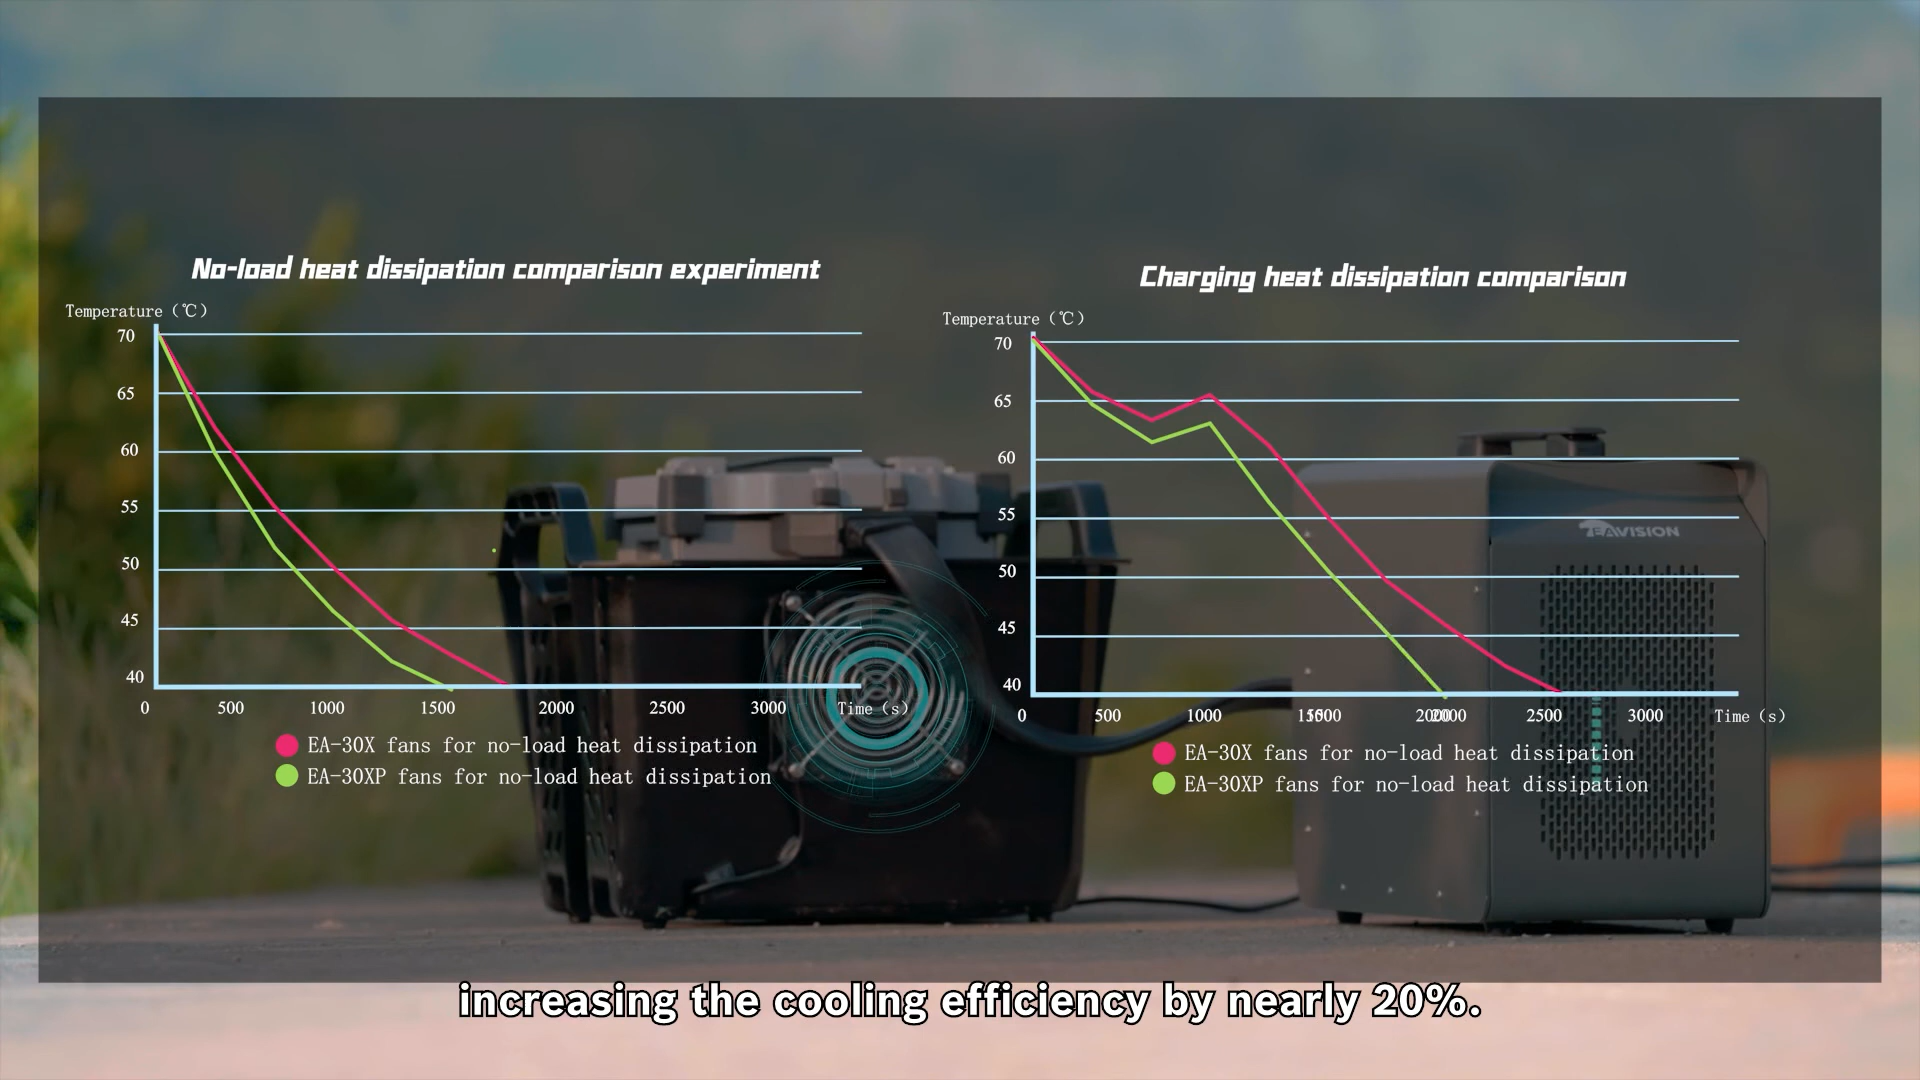 No-load heat dissipation comparison experiment
Temperature（℃）
70
65
60
55
50
45
40
0 500 1000 1500 2000 2500 3000 Time（s）
EA-30X fans for no-load heat dissipation
EA-30XP fans for no-load heat dissipation
Charging heat dissipation comparison
Temperature（℃）
70
65
60
55
50
45
40
0 500 1000 1500 2000 2500 3000 Time（s）
EA-30X fans for no-load heat dissipation
EA-30XP fans for no-load heat dissipation
EAVISION
increasing the cooling efficiency by nearly 20%.